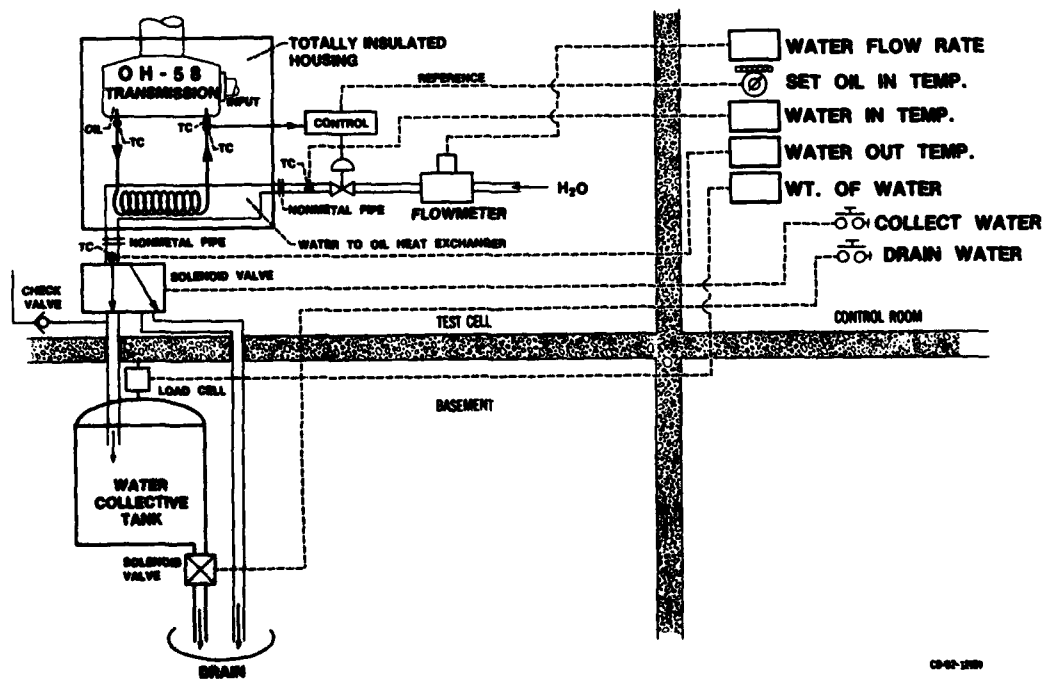 TOTALLY INSULATED
HOUSING
OH-58
TRANSMISSION
INPUT
OIL
TC
TC
TC
REFERENCE
CONTROL
TC
NONMETAL PIPE
FLOWMETER
H₂O
WATER TO OIL HEAT EXCHANGER
TC
NONMETAL PIPE
SOLENOID VALVE
CHECK
VALVE
WATER FLOW RATE
SET OIL IN TEMP.
WATER IN TEMP.
WATER OUT TEMP.
WT. OF WATER
COLLECT WATER
DRAIN WATER
TEST CELL
CONTROL ROOM
LOAD CELL
BASEMENT
WATER
COLLECTIVE
TANK
SOLENOID
VALVE
DRAIN